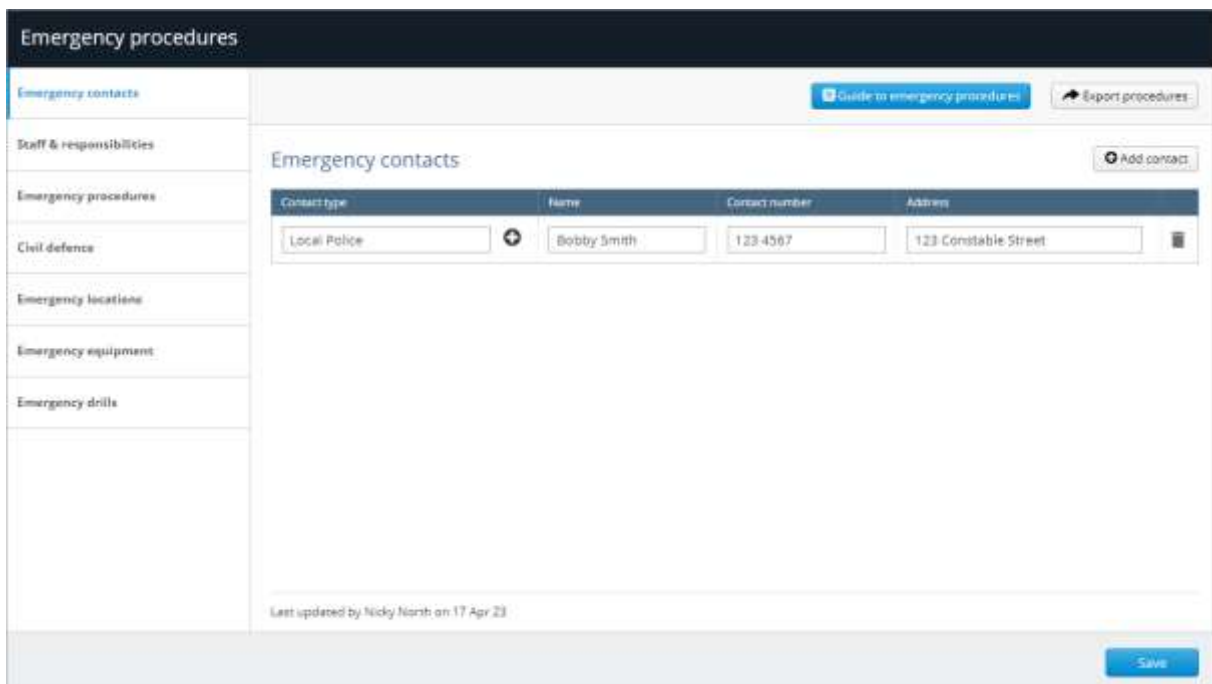 Emergency procedures
Emergency contacts
Staff & responsibilities
Emergency procedures
Civil defence
Emergency locations
Emergency equipment
Emergency drills
Guide to emergency procedures
Export procedures
Emergency contacts
Add contact
Contact type Name Contact number Address
Local Police Bobby Smith 123 4567 123 Constable Street
Last updated by Nicky North on 17 Apr 23
Save